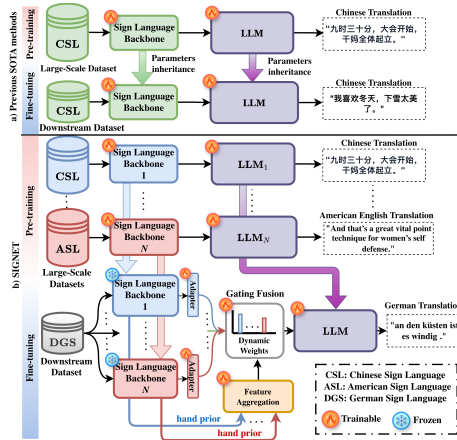 a) Previous SOTA methods
Pre-training
CSL
Large-Scale Dataset
Sign Language
Backbone
LLM
Chinese Translation
"九时三十分，大会开始，
干妈全体起立。"
Parameters
inheritance
Parameters
inheritance
Fine-tuning
CSL
Downstream Dataset
Sign Language
Backbone
LLM
Chinese Translation
"我喜欢冬天，下雪太美
了。"
b) SIGNET
Pre-training
CSL
Sign Language
Backbone
1
LLM1
Chinese Translation
"九时三十分，大会开始，
干妈全体起立。"
ASL
Large-Scale
Datasets
Sign Language
Backbone
N
LLMN
American English Translation
"And that's a great vital point
technique for women's self
defense."
Fine-tuning
DGS
Downstream
Dataset
Sign Language
Backbone
1
Adapter
Sign Language
Backbone
N
Adapter
Gating Fusion
Dynamic
Weights
Feature
Aggregation
hand prior
hand prior
LLM
German Translation
"an den küsten ist
es windig ."
CSL: Chinese Sign Language
ASL: American Sign Language
DGS: German Sign Language
Trainable
Frozen